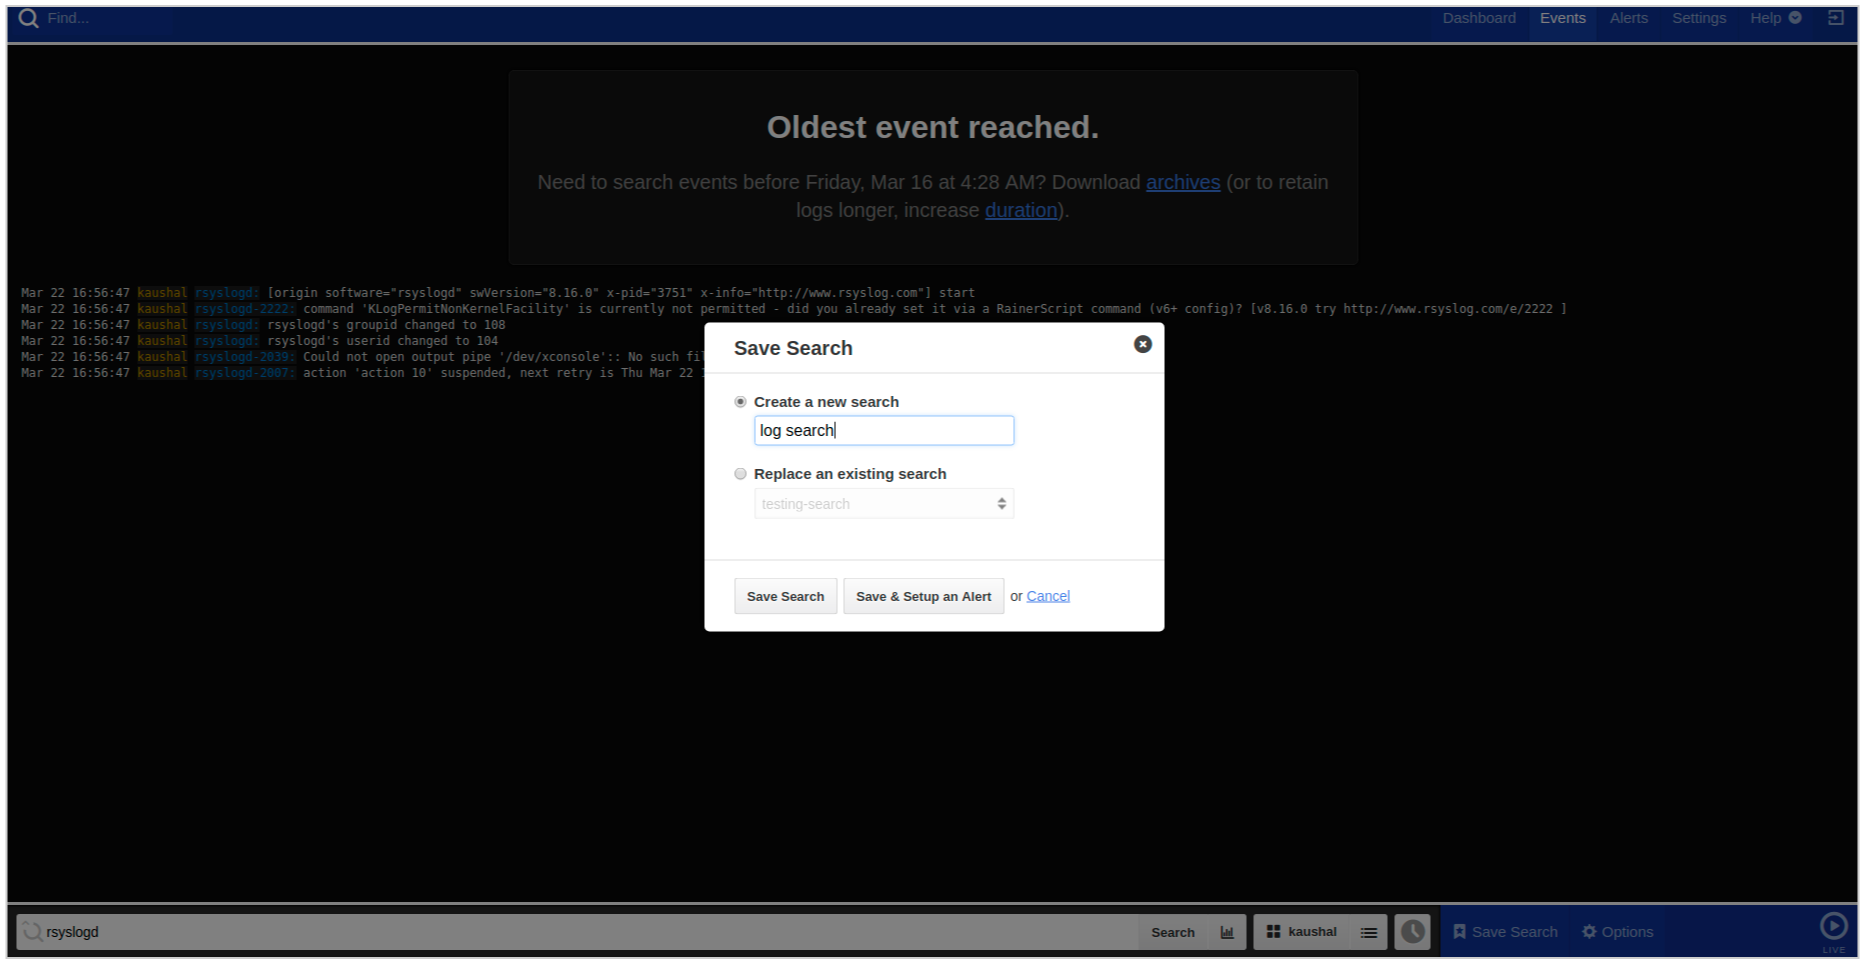 Find...
Dashboard Events Alerts Settings Help
Oldest event reached.
Need to search events before Friday, Mar 16 at 4:28 AM? Download archives (or to retain
logs longer, increase duration).
Mar 22 16:56:47 kaushal rsyslogd: [origin software="rsyslogd" swVersion="8.16.0" x-pid="3751" x-info="http://www.rsyslog.com"] start
Mar 22 16:56:47 kaushal rsyslogd-2222: command 'KLogPermitNonKernelFacility' is currently not permitted - did you already set it via a RainerScript command (v6+ config)? [v8.16.0 try http://www.rsyslog.com/e/2222 ]
Mar 22 16:56:47 kaushal rsyslogd: rsyslogd's groupid changed to 108
Mar 22 16:56:47 kaushal rsyslogd: rsyslogd's userid changed to 104
Mar 22 16:56:47 kaushal rsyslogd-2039: Could not open output pipe '/dev/xconsole':: No such
Mar 22 16:56:47 kaushal rsyslogd-2007: action 'action 10' suspended, next retry is Thu Mar 22
Save Search
Create a new search
log search
Replace an existing search
testing-search
Save Search Save & Setup an Alert or Cancel
rsyslogd
Search
kaushal
Save Search Options
LIVE